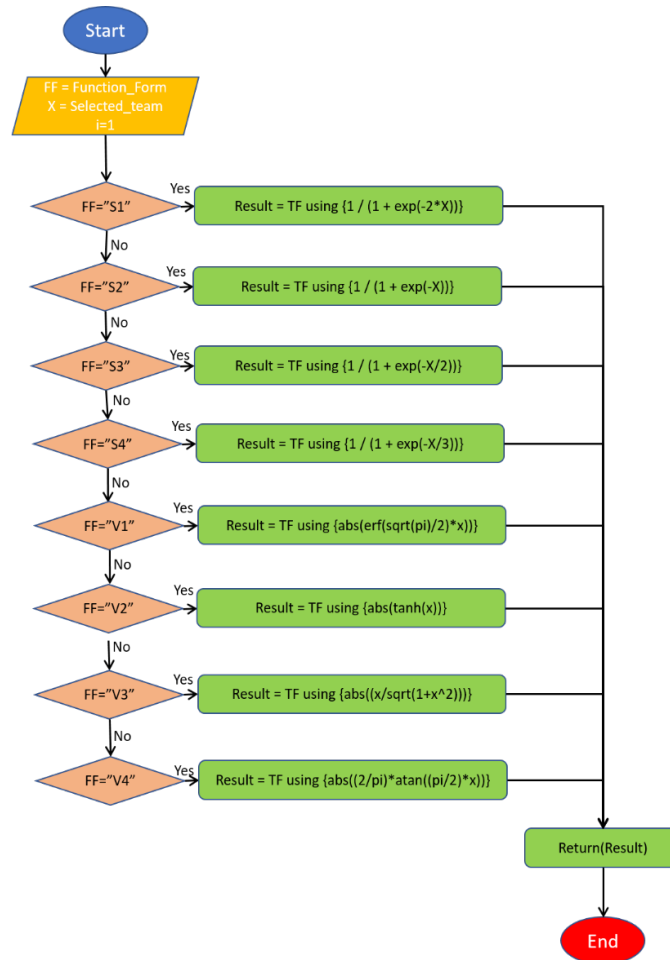 Start
FF = Function_Form
X = Selected_team
i=1
FF="S1"
Yes
Result = TF using {1 / (1 + exp(-2*X))}
No
FF="S2"
Yes
Result = TF using {1 / (1 + exp(-X))}
No
FF="S3"
Yes
Result = TF using {1 / (1 + exp(-X/2))}
No
FF="S4"
Yes
Result = TF using {1 / (1 + exp(-X/3))}
No
FF="V1"
Yes
Result = TF using {abs(erf(sqrt(pi)/2)*x))}
No
FF="V2"
Yes
Result = TF using {abs(tanh(x))}
No
FF="V3"
Yes
Result = TF using {abs((x/sqrt(1+x^2)))}
No
FF="V4"
Yes
Result = TF using {abs((2/pi)*atan((pi/2)*x))}
Return(Result)
End